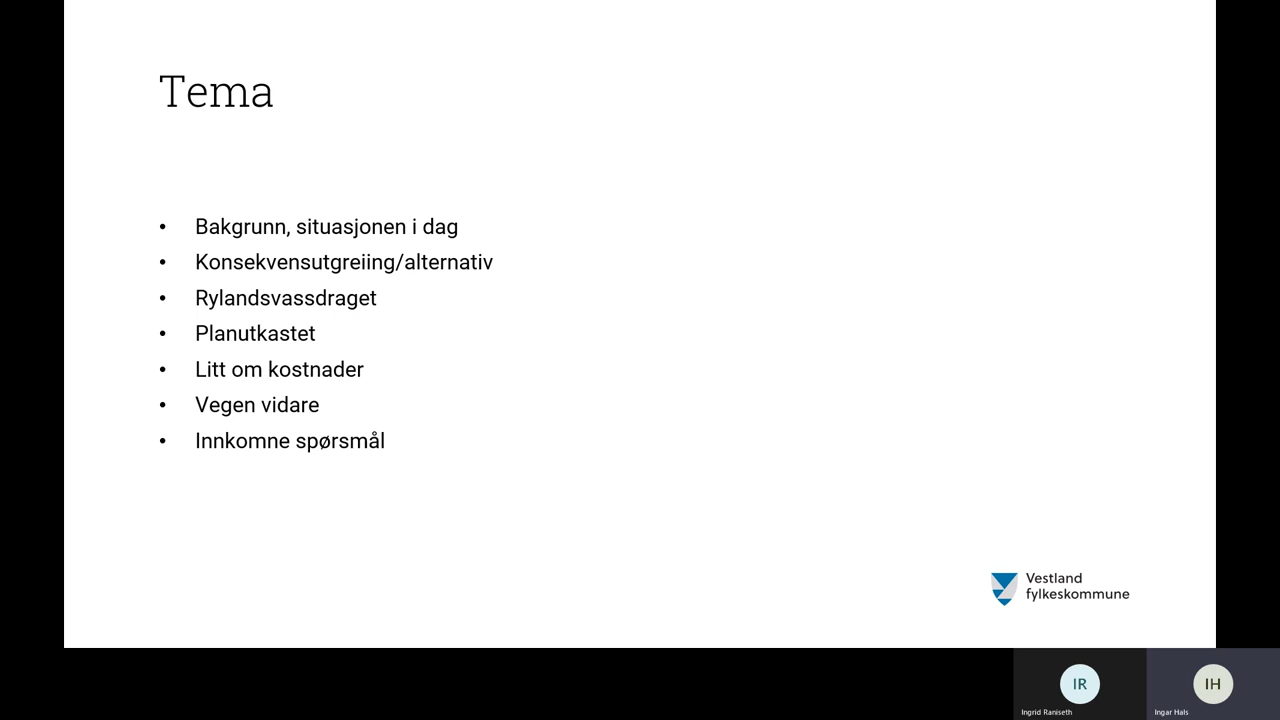 Tema
• Bakgrunn, situasjonen i dag
• Konsekvensutgreiing/alternativ
• Rylandsvassdraget
• Planutkastet
• Litt om kostnader
• Vegen vidare
• Innkomne spørsmål
Vestland
fylkeskommune
IR
IH
Ingrid Raniseth
Ingar Hals